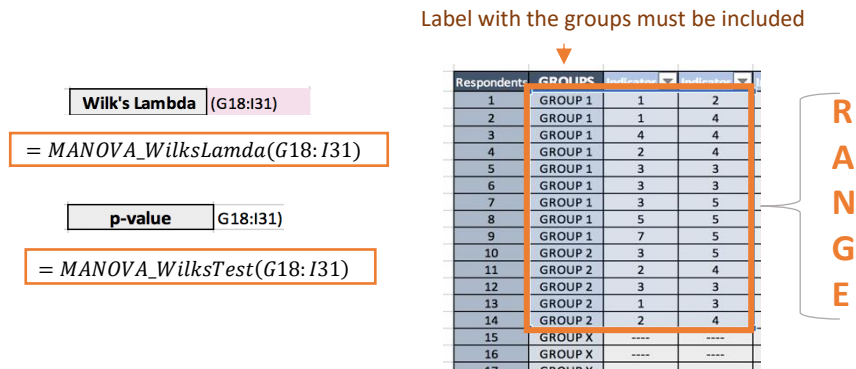 Label with the groups must be included
Wilk's Lambda (G18:I31)
= MANOVA_WilksLamda(G18:I31)
p-value G18:I31)
= MANOVA_WilksTest(G18:I31)
Respondents GROUPS Indicator Indicator
1 GROUP 1 1 2
2 GROUP 1 1 4
3 GROUP 1 4 4
4 GROUP 1 2 4
5 GROUP 1 3 3
6 GROUP 1 3 3
7 GROUP 1 3 5
8 GROUP 1 5 5
9 GROUP 1 7 5
10 GROUP 2 3 5
11 GROUP 2 2 4
12 GROUP 2 3 3
13 GROUP 2 1 3
14 GROUP 2 2 4
15 GROUP X ---- ----
16 GROUP X ---- ----
17 GROUP X
R
A
N
G
E